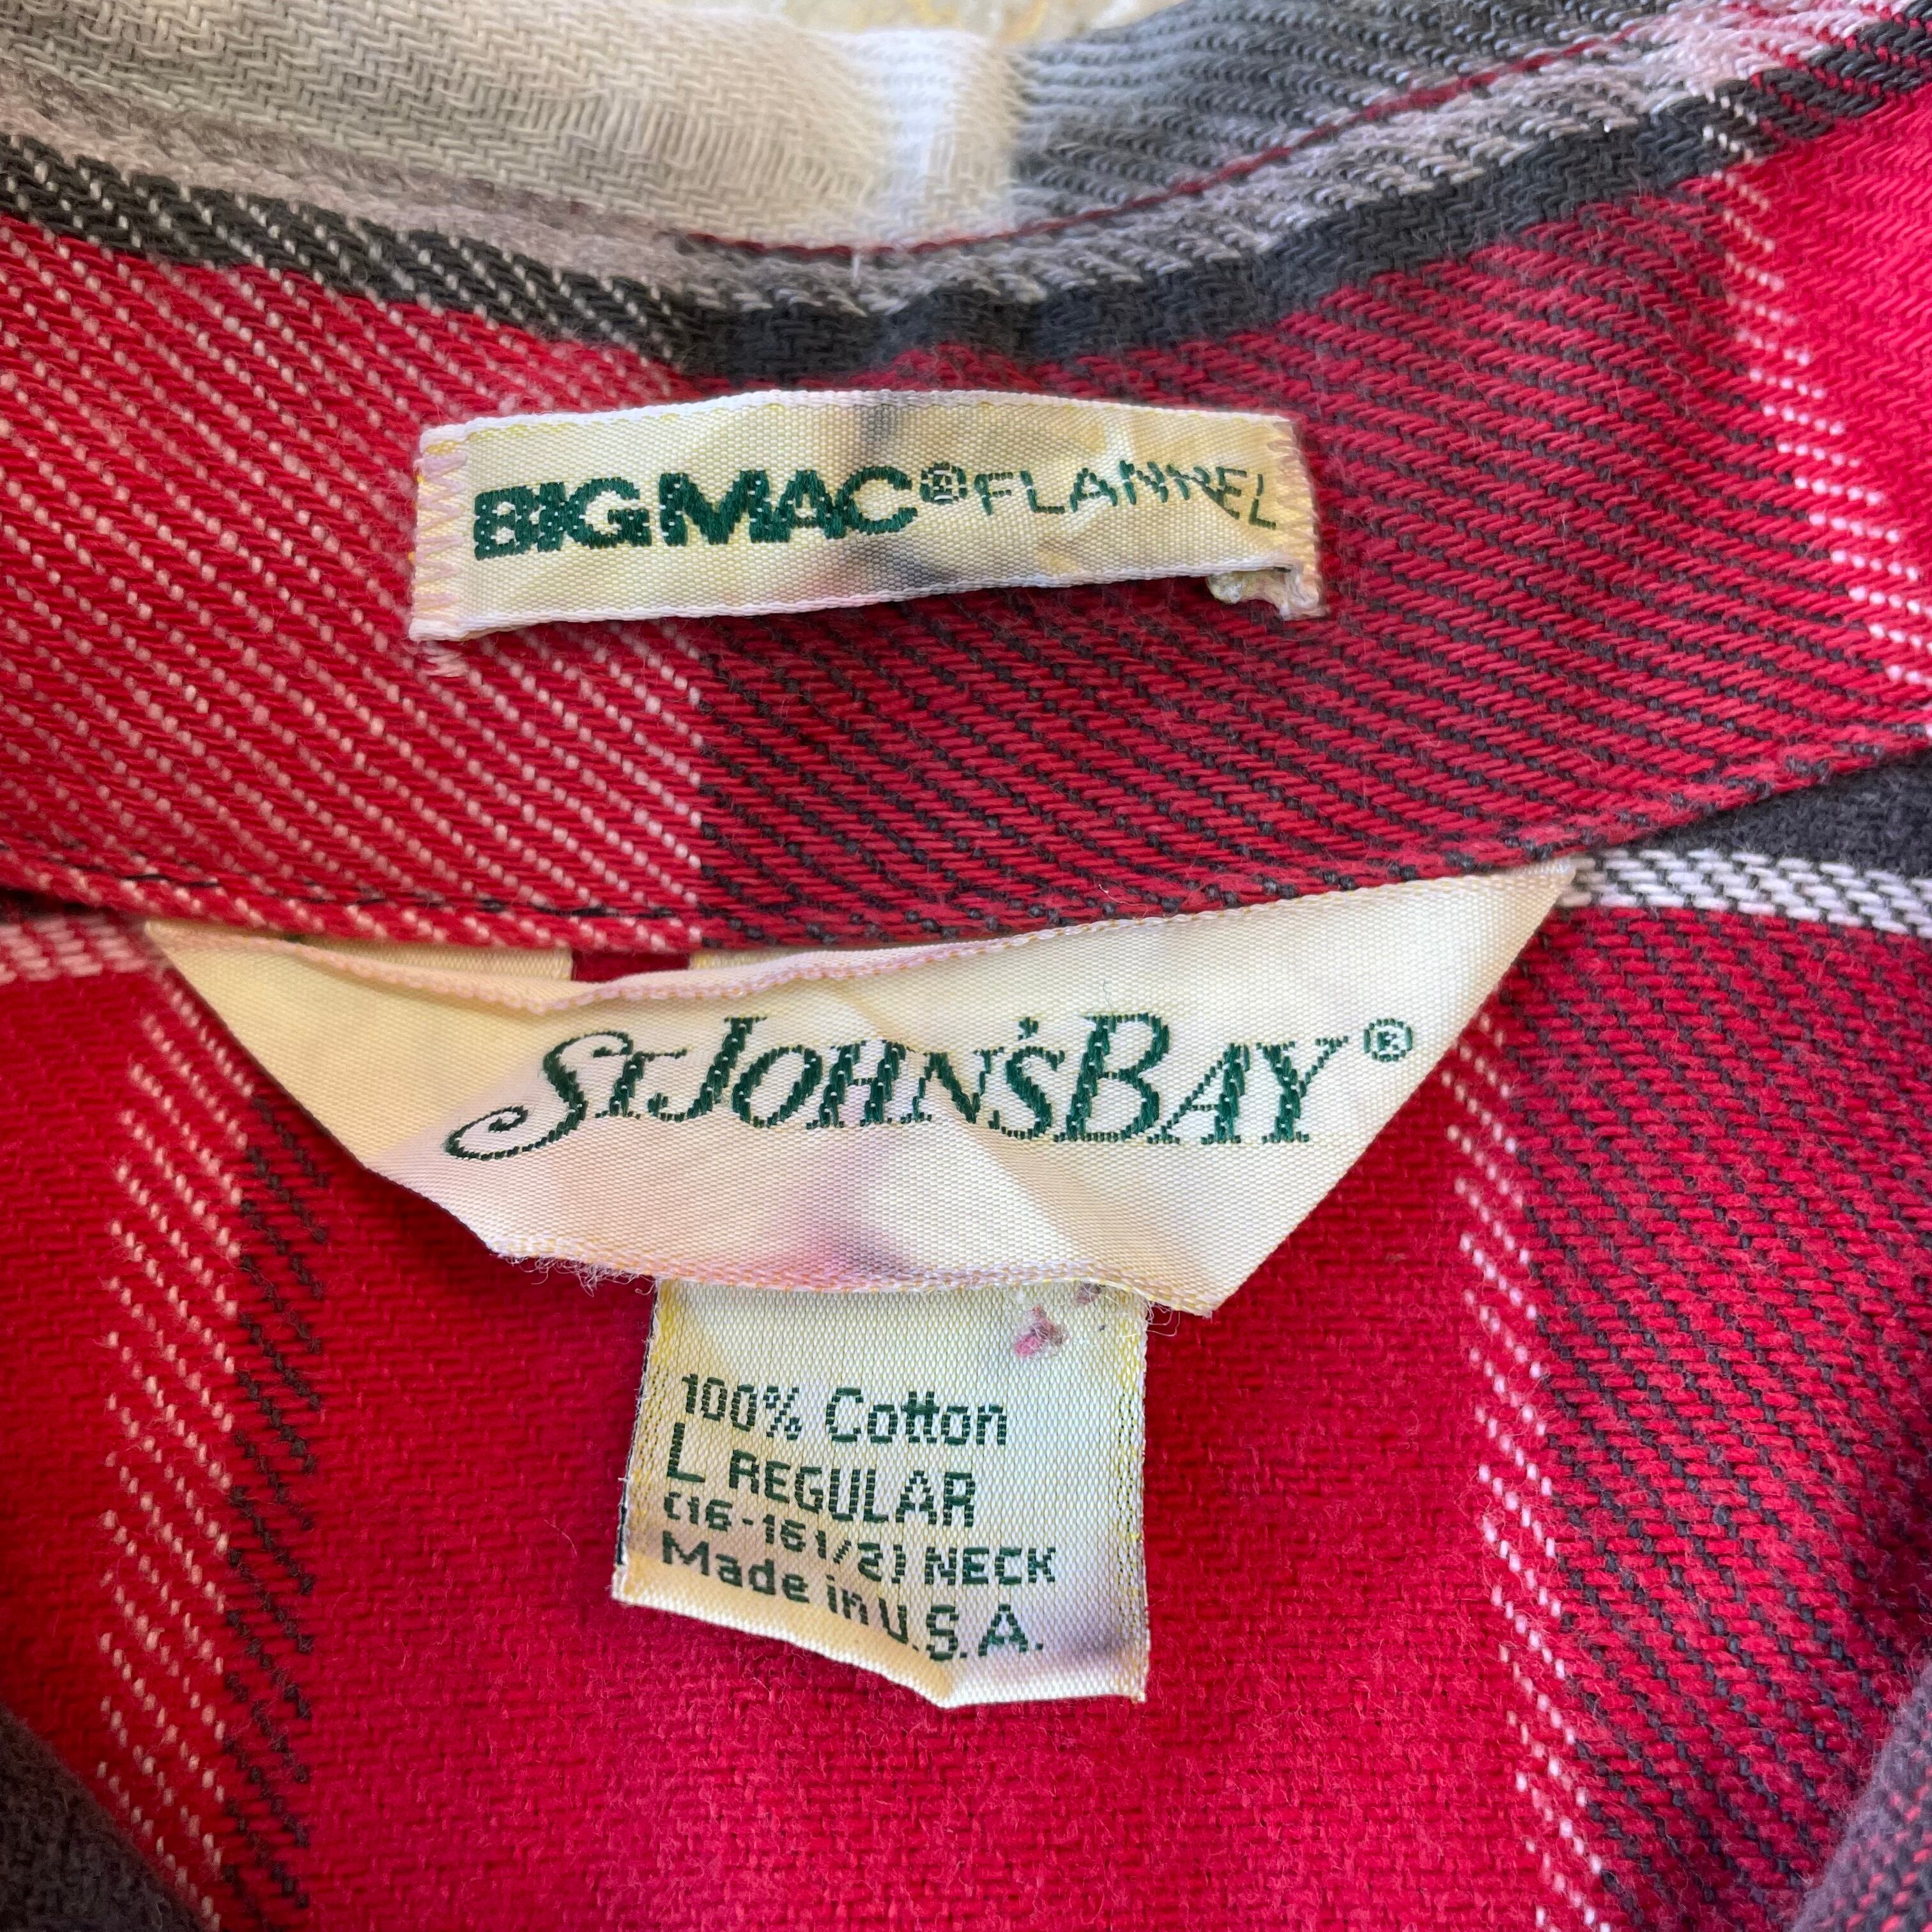 BIG MAC® FLANNEL
ST. JOHN'S BAY®
100% Cotton
L REGULAR
(16-16 1/2) NECK
Made in U.S.A.